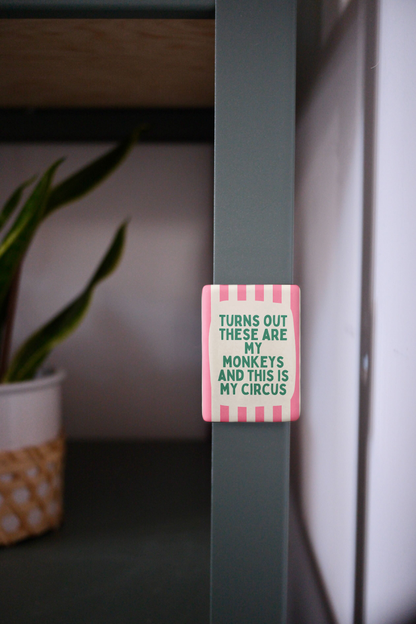 TURNS OUT
THESE ARE
MY
MONKEYS
AND THIS IS
MY CIRCUS